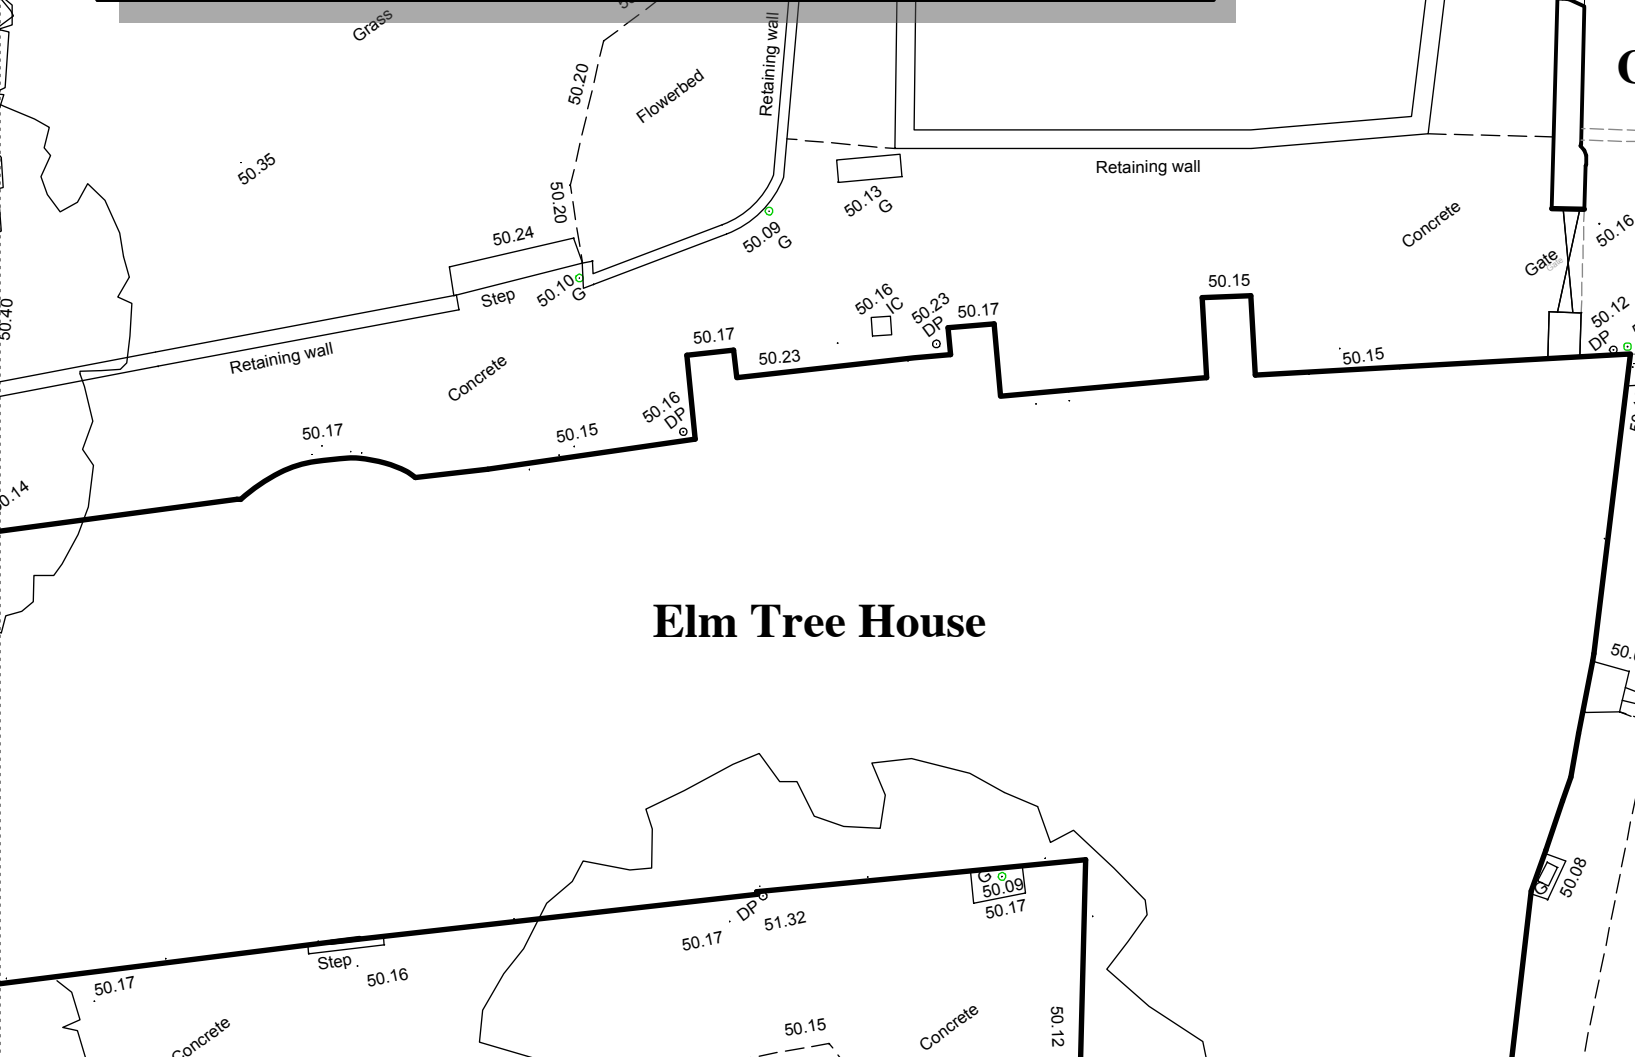 Grass
50.20
Flowerbed
Retaining wall
50.35
50.20
50.24
Step
50.10
G
50.09
G
50.13
G
Retaining wall
Concrete
Gate
50.16
50.12
DP
50.40
Retaining wall
Concrete
50.17
50.23
50.16
IC
50.23
DP
50.17
50.15
50.15
50.16
DP
50.17
50.15
Elm Tree House
G
50.09
50.17
DP
51.32
50.17
Step
50.16
50.17
Concrete
50.15
Concrete
50.12
G
50.08